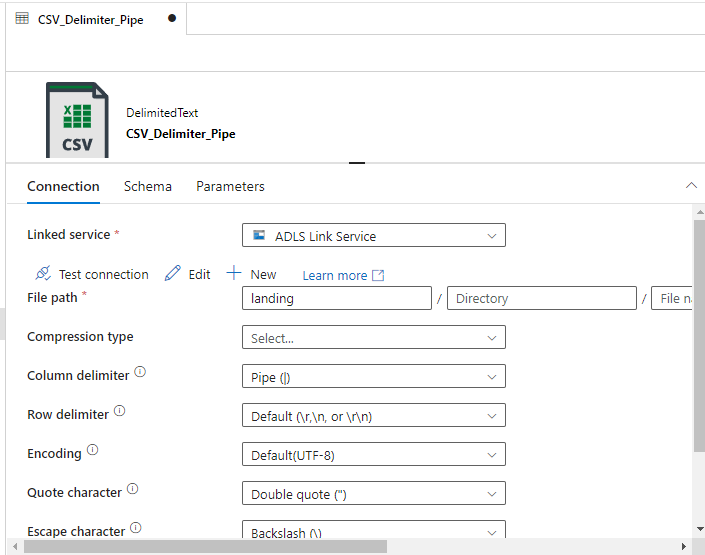 CSV_Delimiter_Pipe
X
CSV
DelimitedText
CSV_Delimiter_Pipe
Connection Schema Parameters
Linked service * ADLS Link Service
Test connection Edit New Learn more
File path * landing / Directory / File
Compression type Select...
Column delimiter Pipe (|)
Row delimiter Default (\r,\n, or \r\n)
Encoding Default(UTF-8)
Quote character Double quote (")
Escape character Backslash (\)